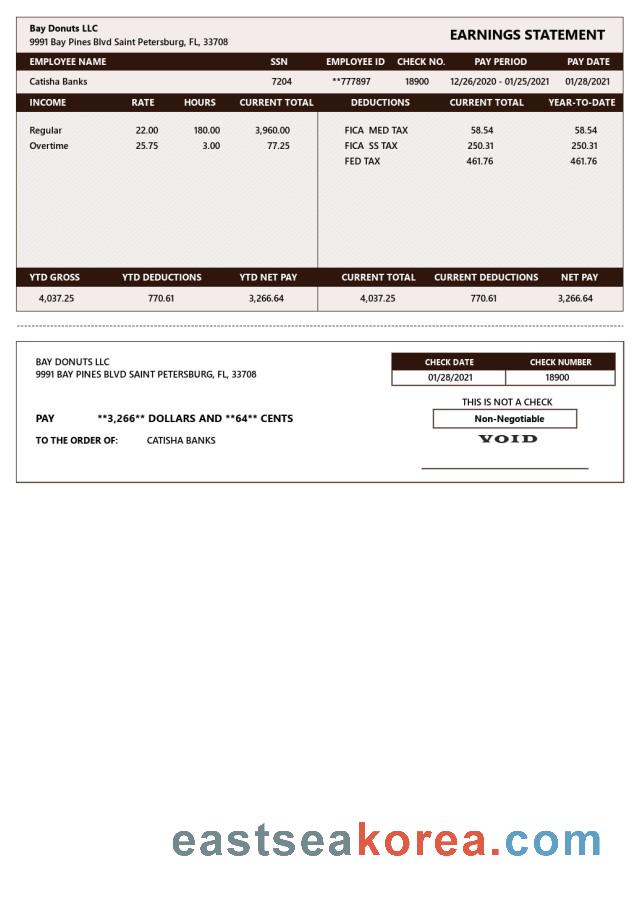 Bay Donuts LLC
9991 Bay Pines Blvd Saint Petersburg, FL, 33708
EARNINGS STATEMENT
EMPLOYEE NAME SSN EMPLOYEE ID CHECK NO. PAY PERIOD PAY DATE
Catisha Banks 7204 **777897 18900 12/26/2020 - 01/25/2021 01/28/2021
INCOME RATE HOURS CURRENT TOTAL DEDUCTIONS CURRENT TOTAL YEAR-TO-DATE
Regular 22.00 180.00 3,960.00 FICA MED TAX 58.54 58.54
Overtime 25.75 3.00 77.25 FICA SS TAX 250.31 250.31
FED TAX 461.76 461.76
YTD GROSS YTD DEDUCTIONS YTD NET PAY CURRENT TOTAL CURRENT DEDUCTIONS NET PAY
4,037.25 770.61 3,266.64 4,037.25 770.61 3,266.64
BAY DONUTS LLC
9991 BAY PINES BLVD SAINT PETERSBURG, FL, 33708
CHECK DATE CHECK NUMBER
01/28/2021 18900
THIS IS NOT A CHECK
PAY **3,266** DOLLARS AND **64** CENTS
Non-Negotiable
TO THE ORDER OF: CATISHA BANKS
VOID
eastseakorea.com